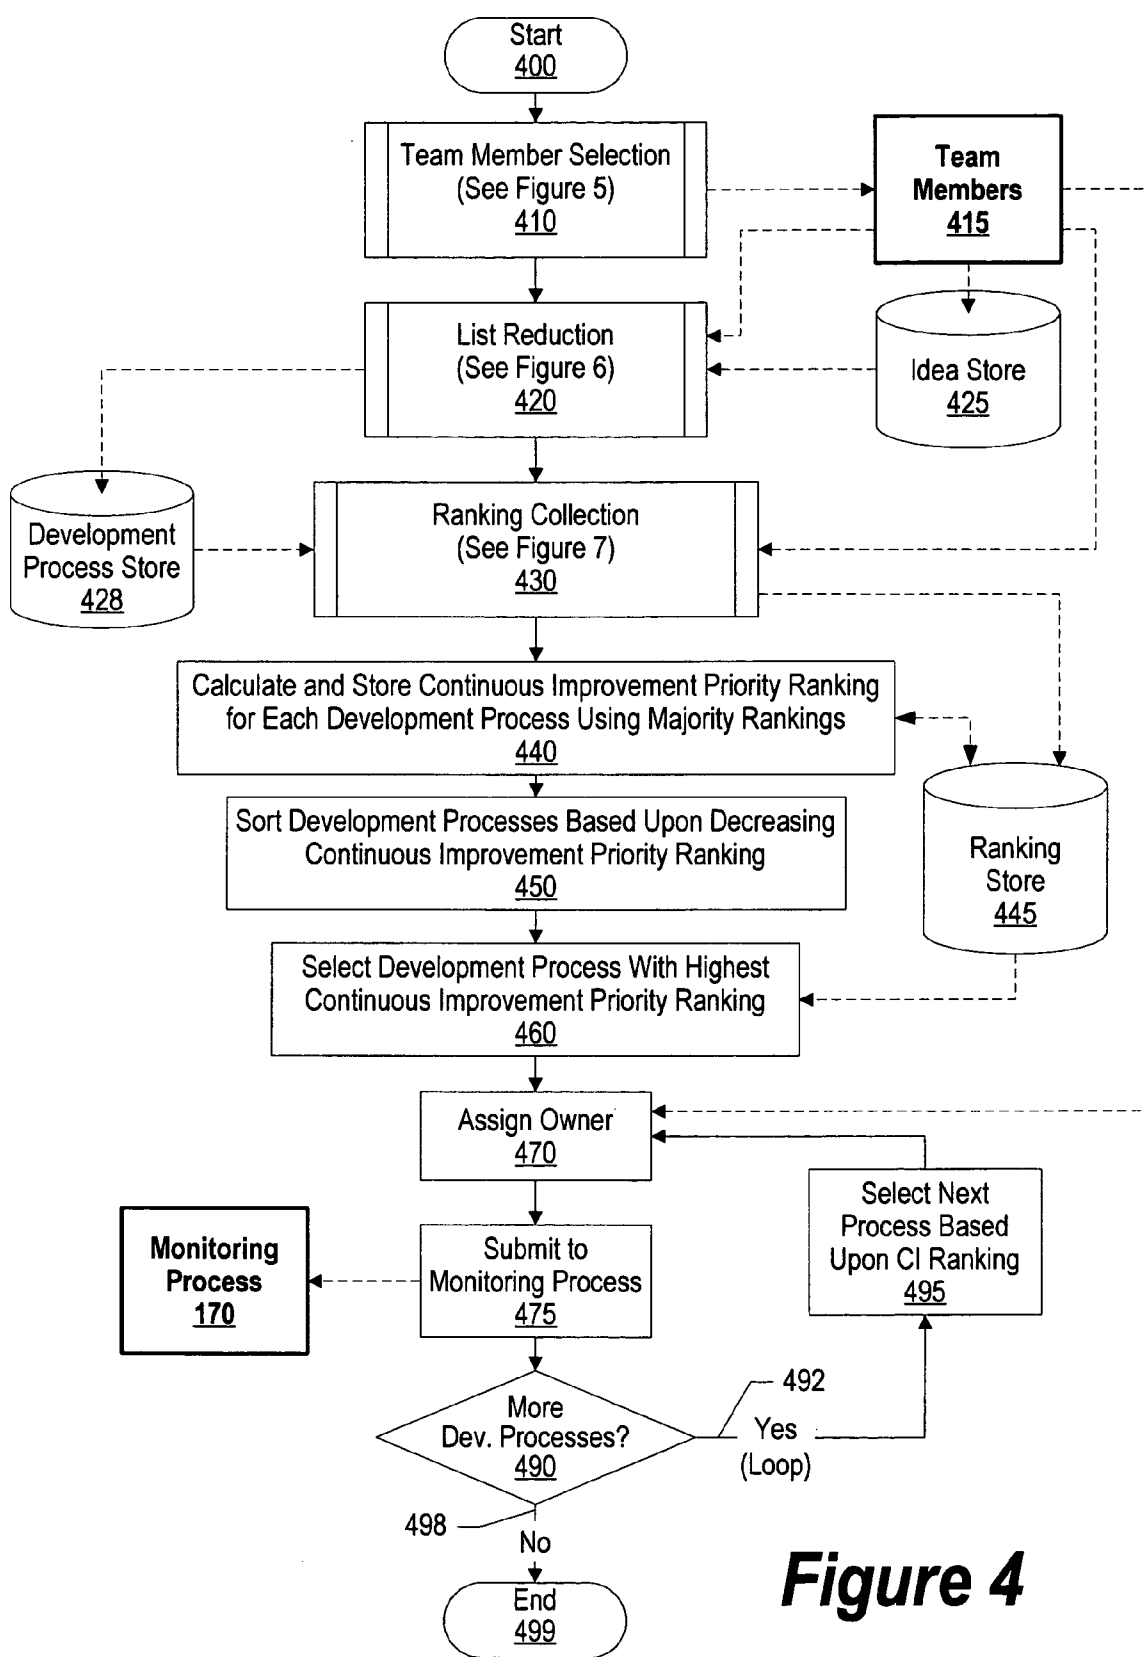 Start
400
Team Member Selection
(See Figure 5)
410
Team
Members
415
List Reduction
(See Figure 6)
420
Idea Store
425
Development
Process Store
428
Ranking Collection
(See Figure 7)
430
Calculate and Store Continuous Improvement Priority Ranking
for Each Development Process Using Majority Rankings
440
Sort Development Processes Based Upon Decreasing
Continuous Improvement Priority Ranking
450
Ranking
Store
445
Select Development Process With Highest
Continuous Improvement Priority Ranking
460
Assign Owner
470
Select Next
Process Based
Upon CI Ranking
495
Monitoring
Process
170
Submit to
Monitoring Process
475
More
Dev. Processes?
490
492
Yes
(Loop)
498
No
End
499
Figure 4